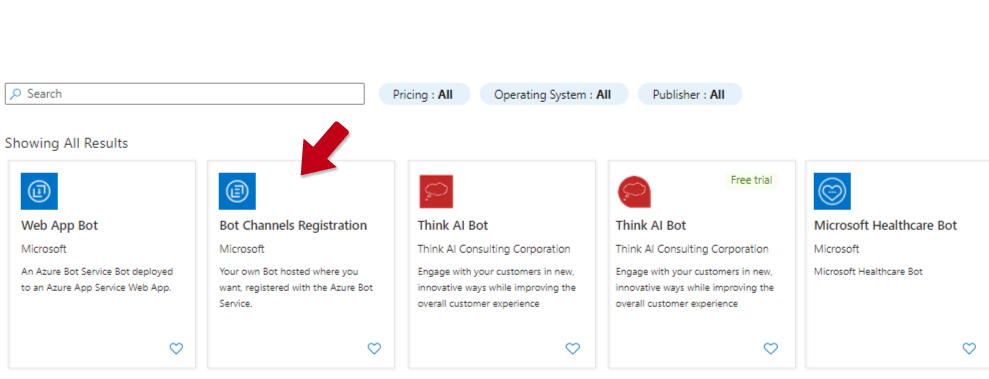 Search
Pricing : All
Operating System : All
Publisher : All
Showing All Results
Web App Bot
Microsoft
An Azure Bot Service Bot deployed
to an Azure App Service Web App.
Bot Channels Registration
Microsoft
Your own Bot hosted where you
want, registered with the Azure Bot
Service.
Think AI Bot
Think AI Consulting Corporation
Engage with your customers in new,
innovative ways while improving the
overall customer experience
Free trial
Think AI Bot
Think AI Consulting Corporation
Engage with your customers in new,
innovative ways while improving the
overall customer experience
Microsoft Healthcare Bot
Microsoft
Microsoft Healthcare Bot